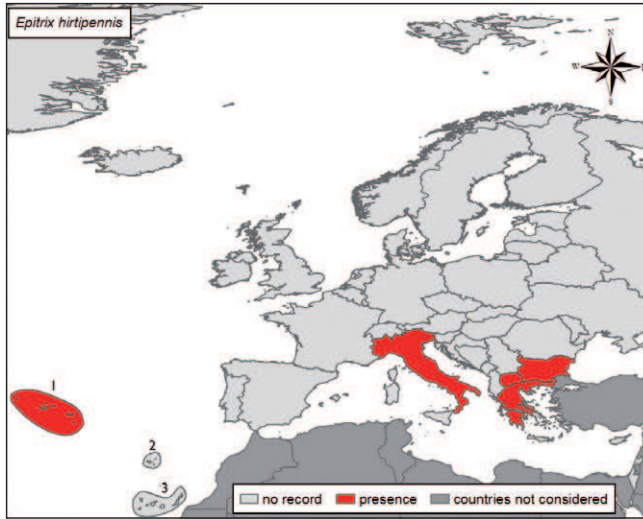 Epitrix hirtipennis
N
W
E
S
1
2
3
no record presence countries not considered